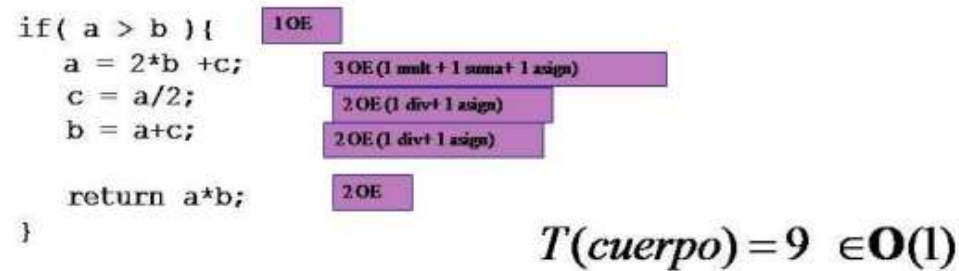 if( a > b ){ 1 OE
a = 2*b +c; 3 OE (1 mult + 1 suma+ 1 asign)
c = a/2; 2 OE (1 div+ 1 asign)
b = a+c; 2 OE (1 div+ 1 asign)
return a*b; 2 OE
}
T(cuerpo) = 9 ∈O(1)